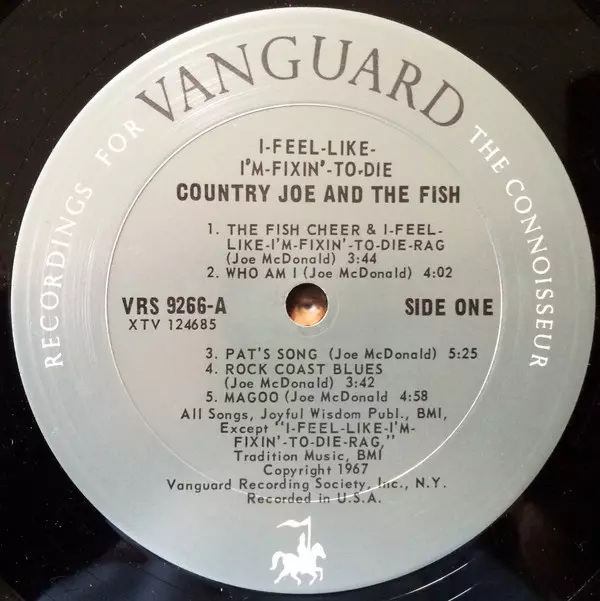 RECORDINGS FOR VANGUARD THE CONNOISSEUR
I-FEEL-LIKE-
I'M-FIXIN'-TO-DIE
COUNTRY JOE AND THE FISH
1. THE FISH CHEER & I-FEEL-
LIKE-I'M-FIXIN'-TO-DIE-RAG
(Joe McDonald) 3:44
2. WHO AM I (Joe McDonald) 4:02
VRS 9266-A SIDE ONE
XTV 124685
3. PAT'S SONG (Joe McDonald) 5:25
4. ROCK COAST BLUES
(Joe McDonald) 3:42
5. MAGOO (Joe McDonald 4:58
All Songs, Joyful Wisdom Publ., BMI,
Except "I-FEEL-LIKE-I'M-
FIXIN'-TO-DIE-RAG,"
Tradition Music, BMI
Copyright 1967
Vanguard Recording Society, Inc., N.Y.
Recorded in U.S.A.